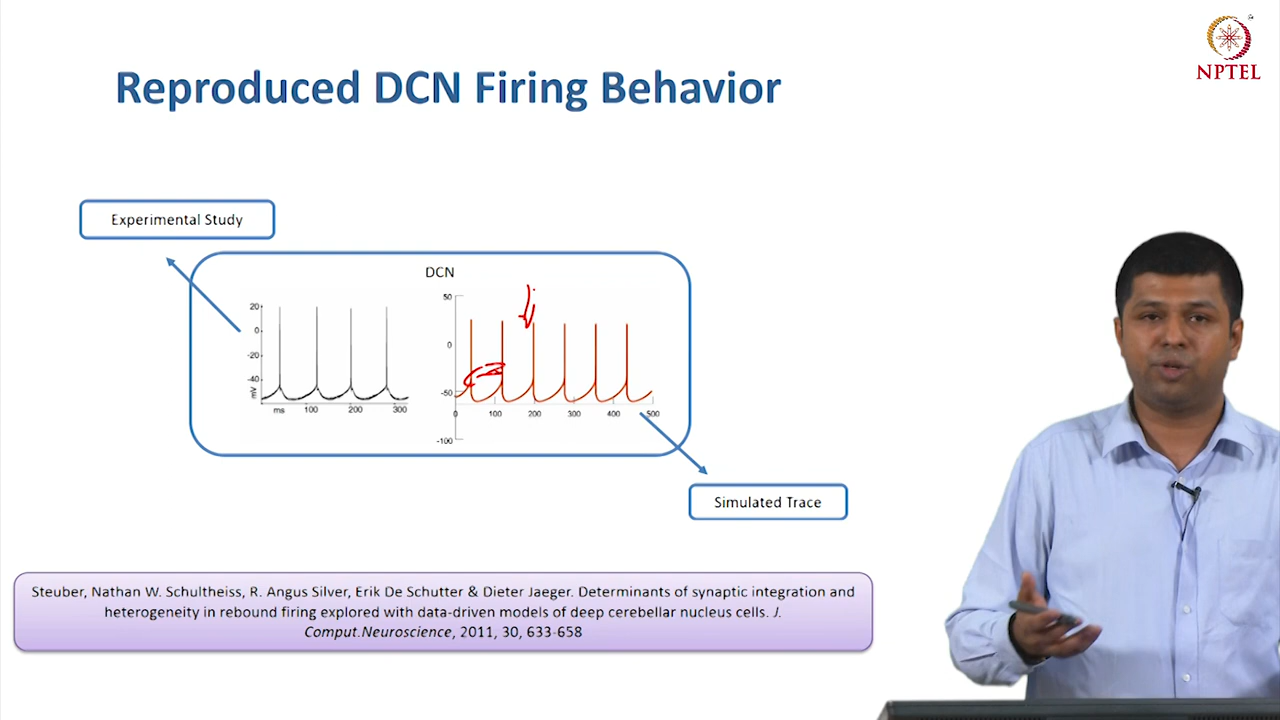 NPTEL
Reproduced DCN Firing Behavior
Experimental Study
DCN
20
0
-20
-40
mV
ms
100
200
300
50
0
-50
-100
0
100
200
300
400
500
Simulated Trace
Steuber, Nathan W. Schultheiss, R. Angus Silver, Erik De Schutter & Dieter Jaeger. Determinants of synaptic integration and
heterogeneity in rebound firing explored with data-driven models of deep cerebellar nucleus cells. J.
Comput.Neuroscience, 2011, 30, 633-658